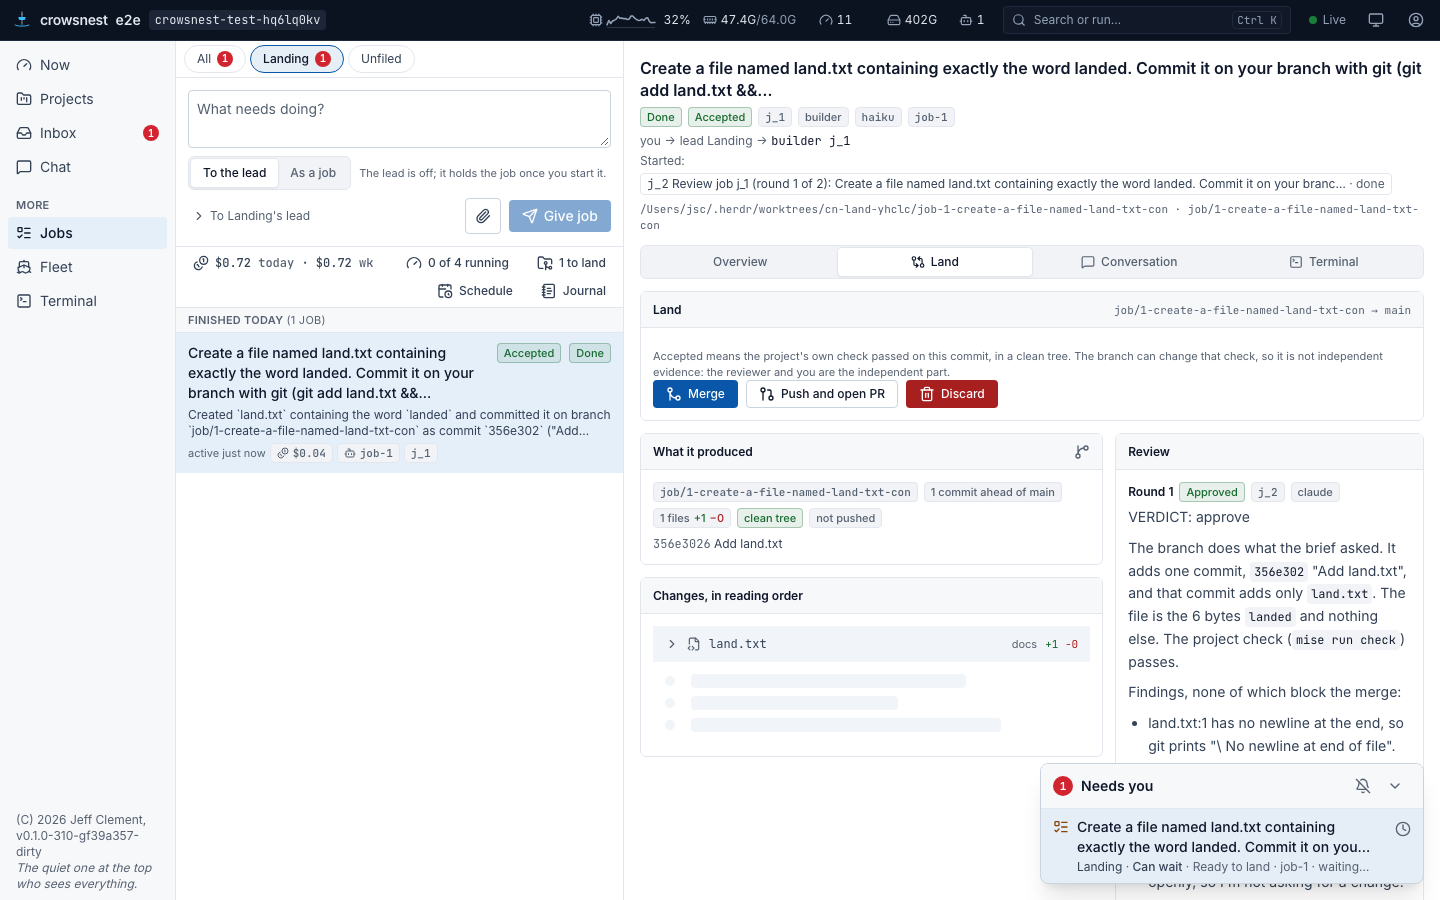 crowsnest e2e crowsnest-test-hq6lq0kv
32% 47.4G/64.0G 11 402G 1
Search or run... Ctrl K
Live
Now
Projects
Inbox 1
Chat
MORE
Jobs
Fleet
Terminal
(C) 2026 Jeff Clement,
v0.1.0-310-gf39a357-
dirty
The quiet one at the top
who sees everything.
All 1 Landing 1 Unfiled
What needs doing?
To the lead As a job The lead is off; it holds the job once you start it.
To Landing's lead Give job
$0.72 today · $0.72 wk 0 of 4 running 1 to land
Schedule Journal
FINISHED TODAY (1 JOB)
Create a file named land.txt containing
exactly the word landed. Commit it on your
branch with git (git add land.txt &&...
Accepted Done
Created `land.txt` containing the word `landed` and committed it on branch
`job/1-create-a-file-named-land-txt-con` as commit `356e302` ("Add...
active just now $0.04 job-1 j_1
Create a file named land.txt containing exactly the word landed. Commit it on your branch with git (git
add land.txt &&...
Done Accepted j_1 builder haiku job-1
you → lead Landing → builder j_1
Started:
j_2 Review job j_1 (round 1 of 2): Create a file named land.txt containing exactly the word landed. Commit it on your branc... · done
/Users/jsc/.herdr/worktrees/cn-land-yhclc/job-1-create-a-file-named-land-txt-con · job/1-create-a-file-named-land-txt-
con
Overview Land Conversation Terminal
Land job/1-create-a-file-named-land-txt-con → main
Accepted means the project's own check passed on this commit, in a clean tree. The branch can change that check, so it is not independent
evidence: the reviewer and you are the independent part.
Merge Push and open PR Discard
What it produced
job/1-create-a-file-named-land-txt-con 1 commit ahead of main
1 files +1 −0 clean tree not pushed
356e3026 Add land.txt
Changes, in reading order
land.txt docs +1 -0
Review
Round 1 Approved j_2 claude
VERDICT: approve
The branch does what the brief asked. It
adds one commit, 356e302 "Add land.txt",
and that commit adds only land.txt. The
file is the 6 bytes landed and nothing
else. The project check (mise run check)
passes.
Findings, none of which block the merge:
• land.txt:1 has no newline at the end, so
git prints "\ No newline at end of file".
1 Needs you
Create a file named land.txt containing
exactly the word landed. Commit it on you...
Landing · Can wait · Ready to land · job-1 · waiting...
openly, so I'm not asking for a change.